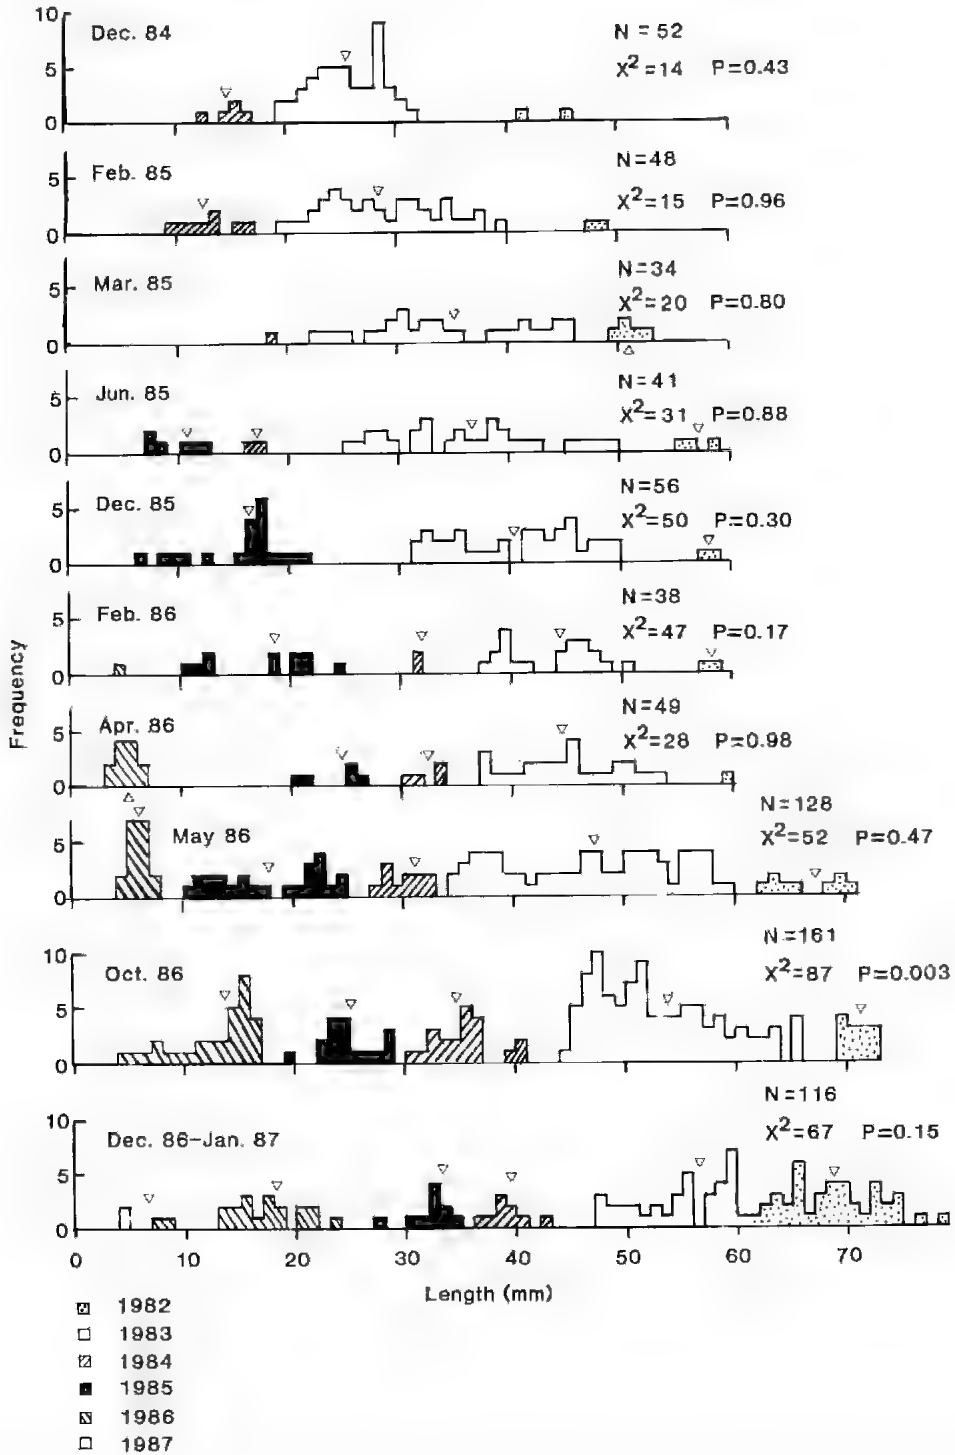 10
Dec. 84
N = 52
5
X²=14 P=0.43
0
Feb. 85
N=48
5
X²=15 P=0.96
0
Mar. 85
N=34
5
X²=20 P=0.80
0
Jun. 85
N=41
5
X²=31 P=0.88
0
Dec. 85
N=56
5
X²=50 P=0.30
0
Feb. 86
N=38
5
X²=47 P=0.17
0
Apr. 86
N=49
5
X²=28 P=0.98
0
May 86
N=128
5
X²=52 P=0.47
0
Oct. 86
N=161
10
X²=87 P=0.003
5
0
Dec. 86-Jan. 87
N=116
10
X²=67 P=0.15
5
0
Frequency
0 10 20 30 40 50 60 70
Length (mm)
1982
1983
1984
1985
1986
1987